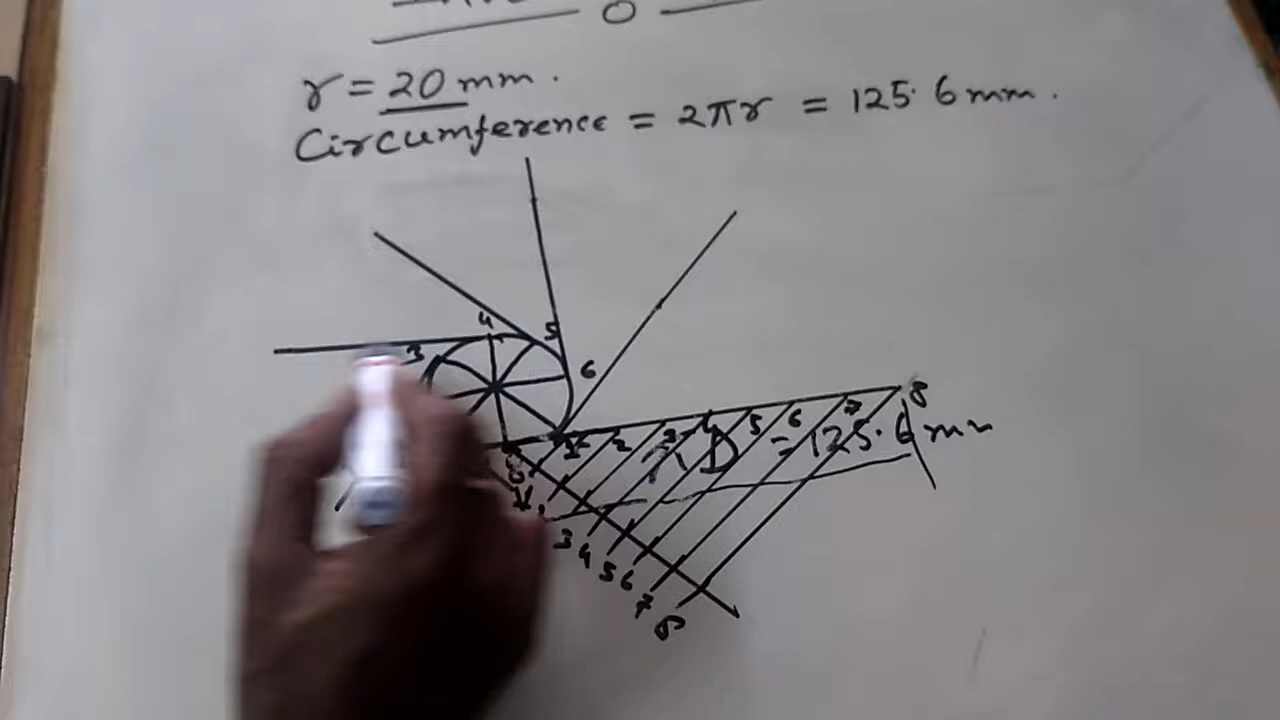 r = 20 mm.
Circumference = 2πr = 125.6 mm.
4
5
3
6
8
1 2 3 4 5 6 7
πD = 125.6 mm
3
4
5
6
7
8